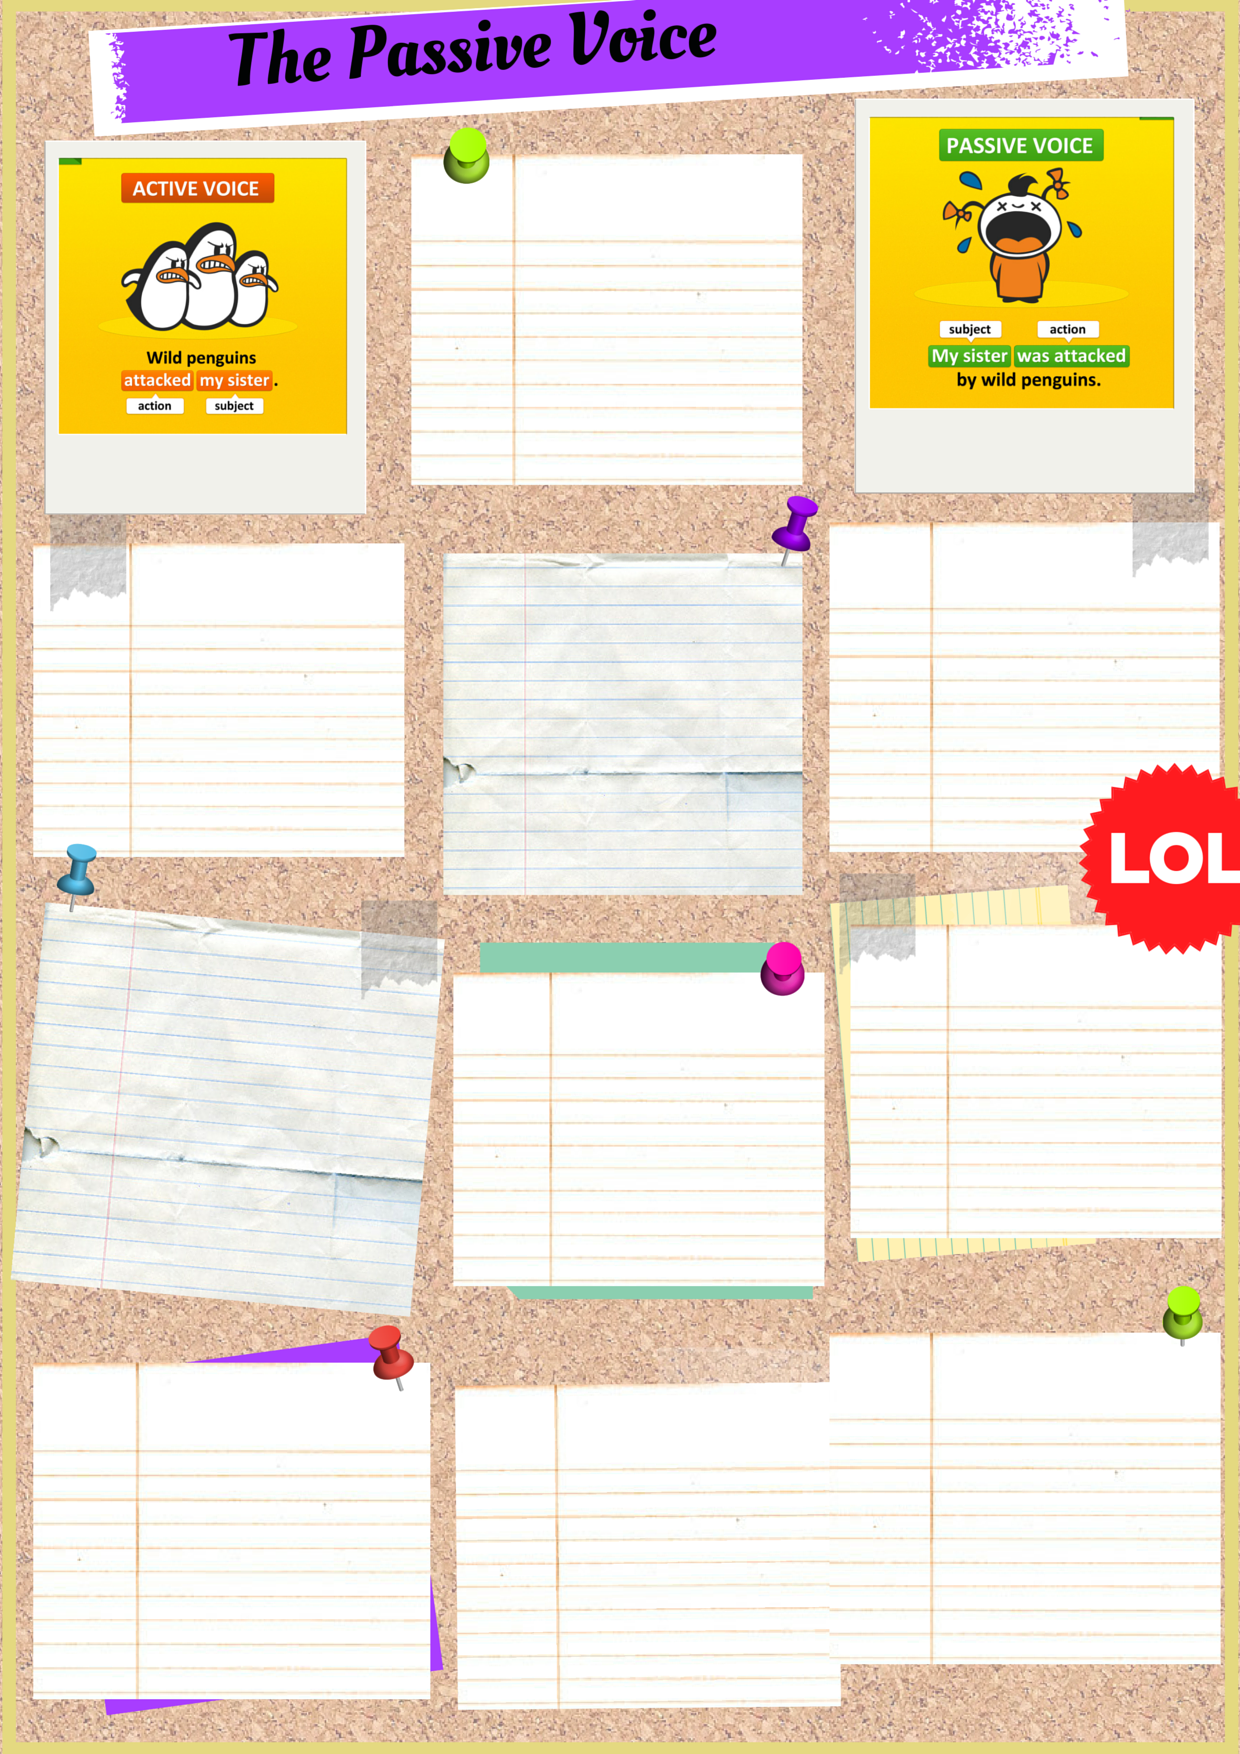 The Passive Voice
ACTIVE VOICE
Wild penguins
attacked my sister.
action subject
PASSIVE VOICE
subject action
My sister was attacked
by wild penguins.
LOL